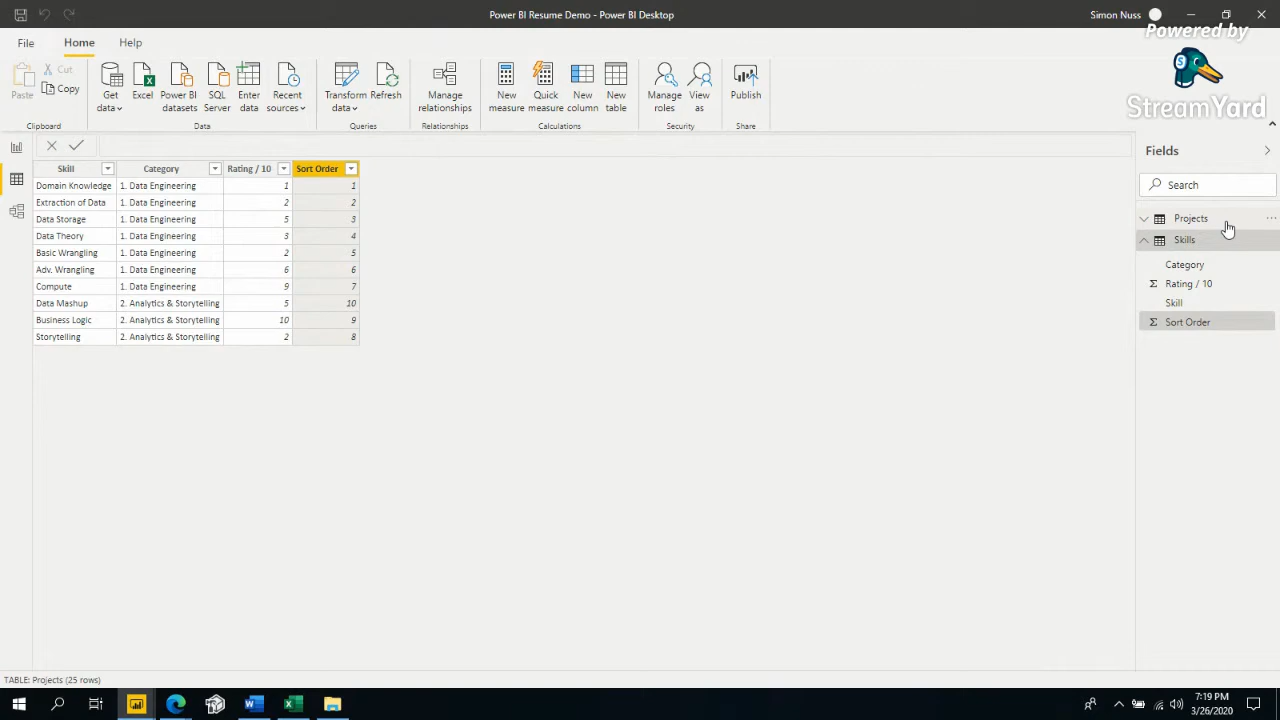 Power BI Resume Demo - Power BI Desktop
Simon Nuss
Powered by
StreamYard
File Home Help
Paste
Cut
Copy
Get data
Excel
Power BI datasets
SQL Server
Enter data
Recent sources
Transform data
Refresh
Manage relationships
New measure
Quick measure
New column
New table
Manage roles
View as
Publish
Clipboard Data Queries Relationships Calculations Security Share
Skill Category Rating / 10 Sort Order
Domain Knowledge 1. Data Engineering 1 1
Extraction of Data 1. Data Engineering 2 2
Data Storage 1. Data Engineering 5 3
Data Theory 1. Data Engineering 3 4
Basic Wrangling 1. Data Engineering 2 5
Adv. Wrangling 1. Data Engineering 6 6
Compute 1. Data Engineering 9 7
Data Mashup 2. Analytics & Storytelling 5 10
Business Logic 2. Analytics & Storytelling 10 9
Storytelling 2. Analytics & Storytelling 2 8
Fields
Search
Projects
Skills
Category
Σ Rating / 10
Skill
Σ Sort Order
TABLE: Projects (25 rows)
7:19 PM
3/26/2020